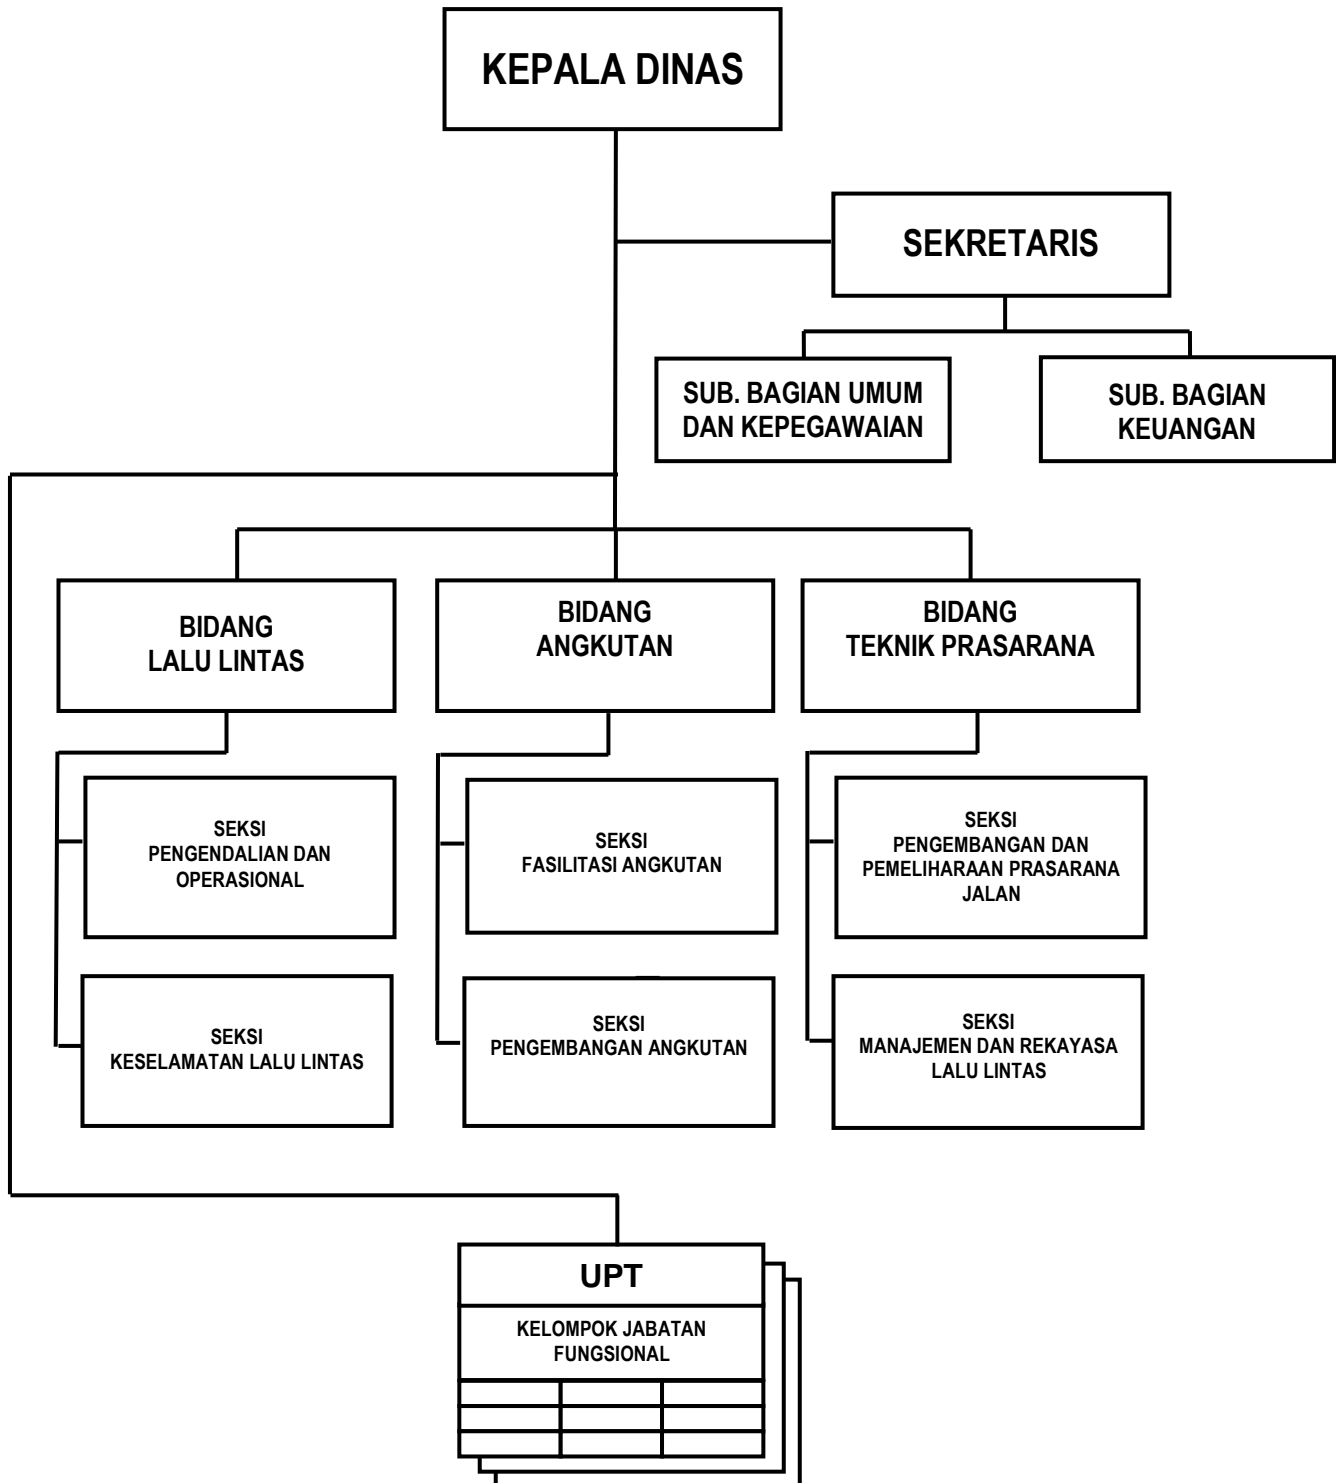 KEPALA DINAS
SEKRETARIS
SUB. BAGIAN UMUM
DAN KEPEGAWAIAN
SUB. BAGIAN
KEUANGAN
BIDANG
LALU LINTAS
BIDANG
ANGKUTAN
BIDANG
TEKNIK PRASARANA
SEKSI
PENGENDALIAN DAN
OPERASIONAL
SEKSI
FASILITASI ANGKUTAN
SEKSI
PENGEMBANGAN DAN
PEMELIHARAAN PRASARANA
JALAN
SEKSI
KESELAMATAN LALU LINTAS
SEKSI
PENGEMBANGAN ANGKUTAN
SEKSI
MANAJEMEN DAN REKAYASA
LALU LINTAS
UPT
KELOMPOK JABATAN
FUNGSIONAL